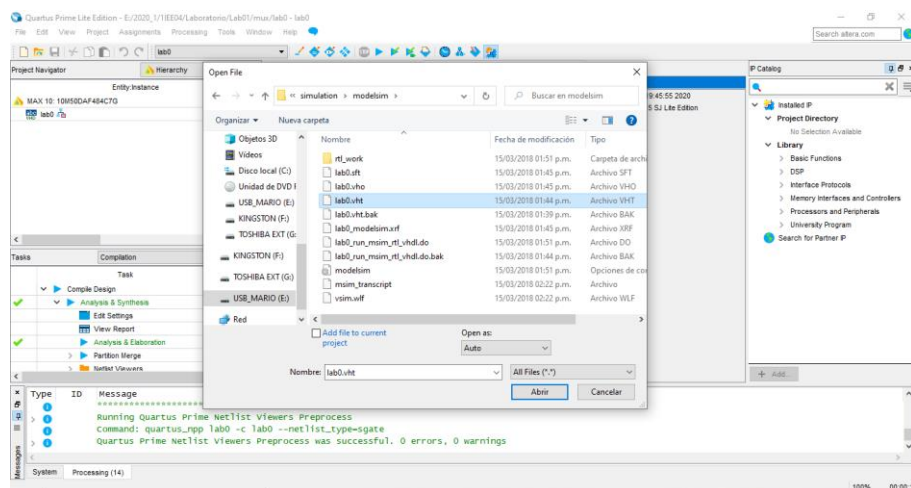 Quartus Prime Lite Edition - E:/2020_1/1IEE04/Laboratorio/Lab01/mux/lab0 - lab0
File Edit View Project Assignments Processing Tools Window Help
Search altera.com
lab0
Project Navigator
Hierarchy
Entity:Instance
MAX 10: 10M50DAF484C7G
lab0
Open File
« simulation › modelsim ›
Buscar en modelsim
Organizar
Nueva carpeta
Objetos 3D
Vídeos
Disco local (C:)
Unidad de DVD F
USB_MARIO (E:)
KINGSTON (F:)
TOSHIBA EXT (G:
KINGSTON (F:)
TOSHIBA EXT (G:)
USB_MARIO (E:)
Red
Nombre Fecha de modificación Tipo
rtl_work 15/03/2018 01:51 p.m. Carpeta de archi
lab0.sft 15/03/2018 01:45 p.m. Archivo SFT
lab0.vho 15/03/2018 01:45 p.m. Archivo VHO
lab0.vht 15/03/2018 01:44 p.m. Archivo VHT
lab0.vht.bak 15/03/2018 01:39 p.m. Archivo BAK
lab0_modelsim.xrf 15/03/2018 01:45 p.m. Archivo XRF
lab0_run_msim_rtl_vhdl.do 15/03/2018 01:51 p.m. Archivo DO
lab0_run_msim_rtl_vhdl.do.bak 15/03/2018 01:44 p.m. Archivo BAK
modelsim 15/03/2018 01:51 p.m. Opciones de co
msim_transcript 15/03/2018 02:22 p.m. Archivo
vsim.wlf 15/03/2018 02:22 p.m. Archivo WLF
Add file to current
project
Open as:
Auto
Nombre: lab0.vht
All Files (*.*)
Abrir
Cancelar
9:45:55 2020
5 SJ Lite Edition
IP Catalog
Installed IP
Project Directory
No Selection Available
Library
Basic Functions
DSP
Interface Protocols
Memory Interfaces and Controllers
Processors and Peripherals
University Program
Search for Partner IP
+ Add...
Tasks
Compilation
Task
Compile Design
Analysis & Synthesis
Edit Settings
View Report
Analysis & Elaboration
Partition Merge
Netlist Viewers
Type ID Message
Running Quartus Prime Netlist Viewers Preprocess
Command: quartus_npp lab0 -c lab0 --netlist_type=sgate
Quartus Prime Netlist Viewers Preprocess was successful. 0 errors, 0 warnings
Messages
System Processing (14)
100% 00:00: